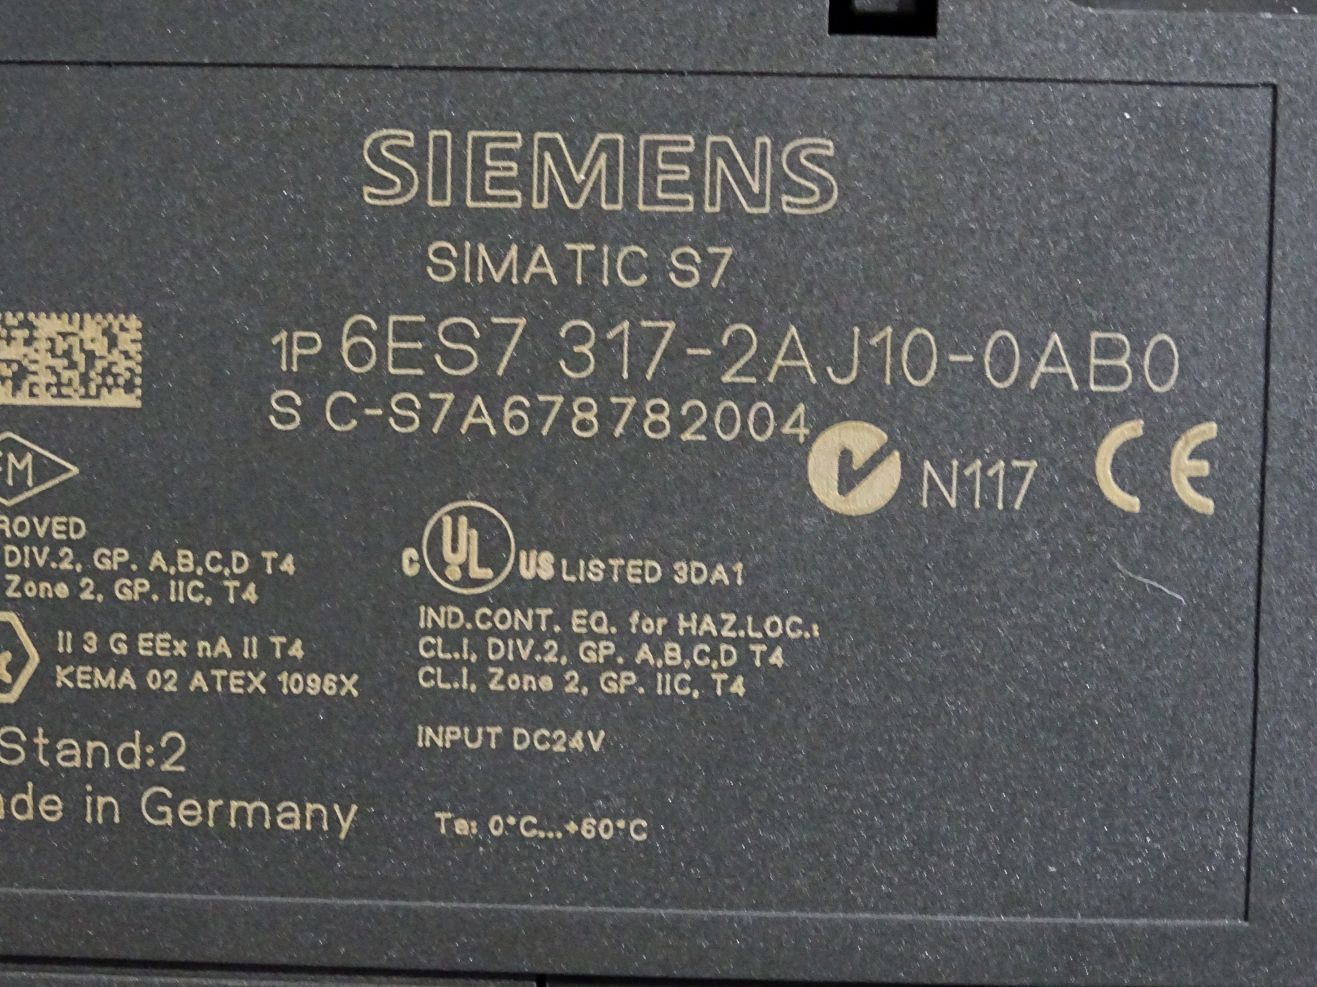 SIEMENS
SIMATIC S7
1P 6ES7 317-2AJ10-0AB0
S C-S7A678782004
N117 CE
FM
ROVED
DIV.2, GP. A,B,C,D T4
Zone 2, GP. IIC, T4
II 3 G EEx nA II T4
KEMA 02 ATEX 1096X
Stand:2
de in Germany
C UL US LISTED 3DA1
IND.CONT. EQ. for HAZ.LOC.:
CL.I, DIV.2, GP. A,B,C,D T4
CL.I, Zone 2, GP. IIC, T4
INPUT DC24V
Ta: 0°C...+60°C